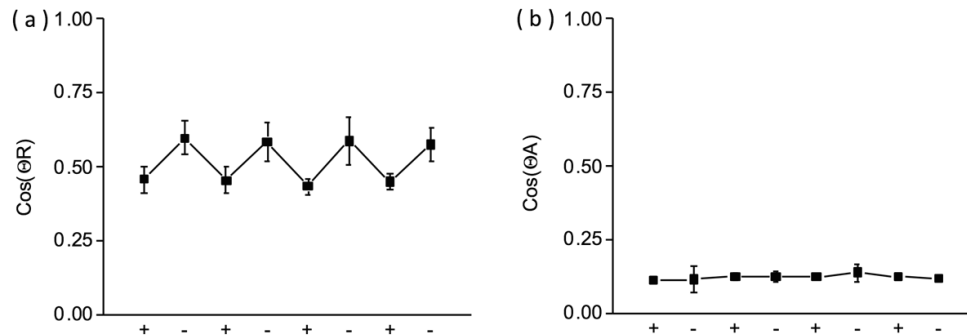 ( a )
1.00
0.75
0.50
0.25
0.00
Cos(ΘR)
+ - + - + - + -
( b )
1.00
0.75
0.50
0.25
0.00
Cos(ΘA)
+ - + - + - + -